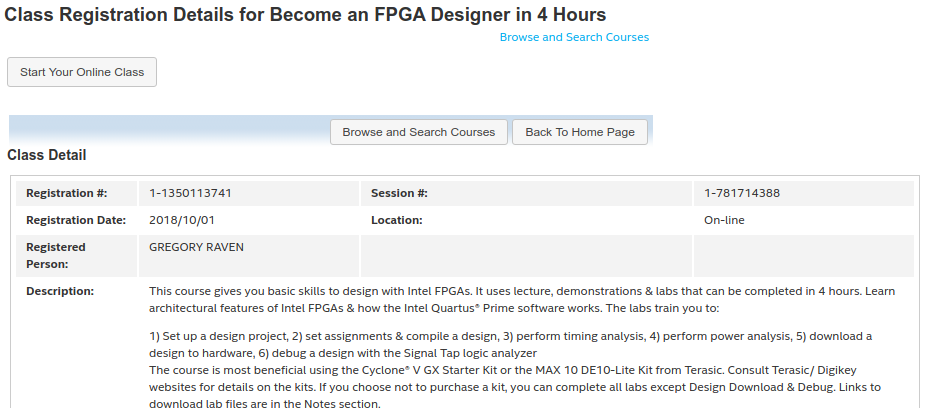 Class Registration Details for Become an FPGA Designer in 4 Hours
Browse and Search Courses
Start Your Online Class
Browse and Search Courses
Back To Home Page
Class Detail
Registration #: 1-1350113741 Session #: 1-781714388
Registration Date: 2018/10/01 Location: On-line
Registered Person: GREGORY RAVEN
Description: This course gives you basic skills to design with Intel FPGAs. It uses lecture, demonstrations & labs that can be completed in 4 hours. Learn
architectural features of Intel FPGAs & how the Intel Quartus® Prime software works. The labs train you to:
1) Set up a design project, 2) set assignments & compile a design, 3) perform timing analysis, 4) perform power analysis, 5) download a
design to hardware, 6) debug a design with the Signal Tap logic analyzer
The course is most beneficial using the Cyclone® V GX Starter Kit or the MAX 10 DE10-Lite Kit from Terasic. Consult Terasic/ Digikey
websites for details on the kits. If you choose not to purchase a kit, you can complete all labs except Design Download & Debug. Links to
download lab files are in the Notes section.